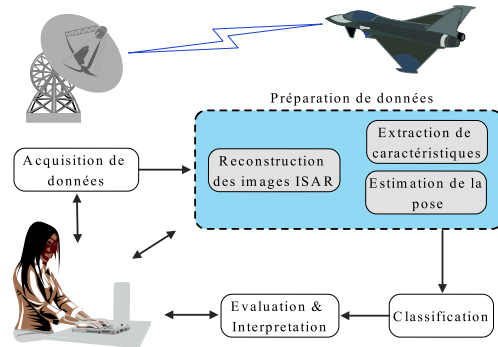 Préparation de données
Extraction de
caractéristiques
Acquisition de
données
Reconstruction
des images ISAR
Estimation de la
pose
Evaluation &
Interpretation
Classification